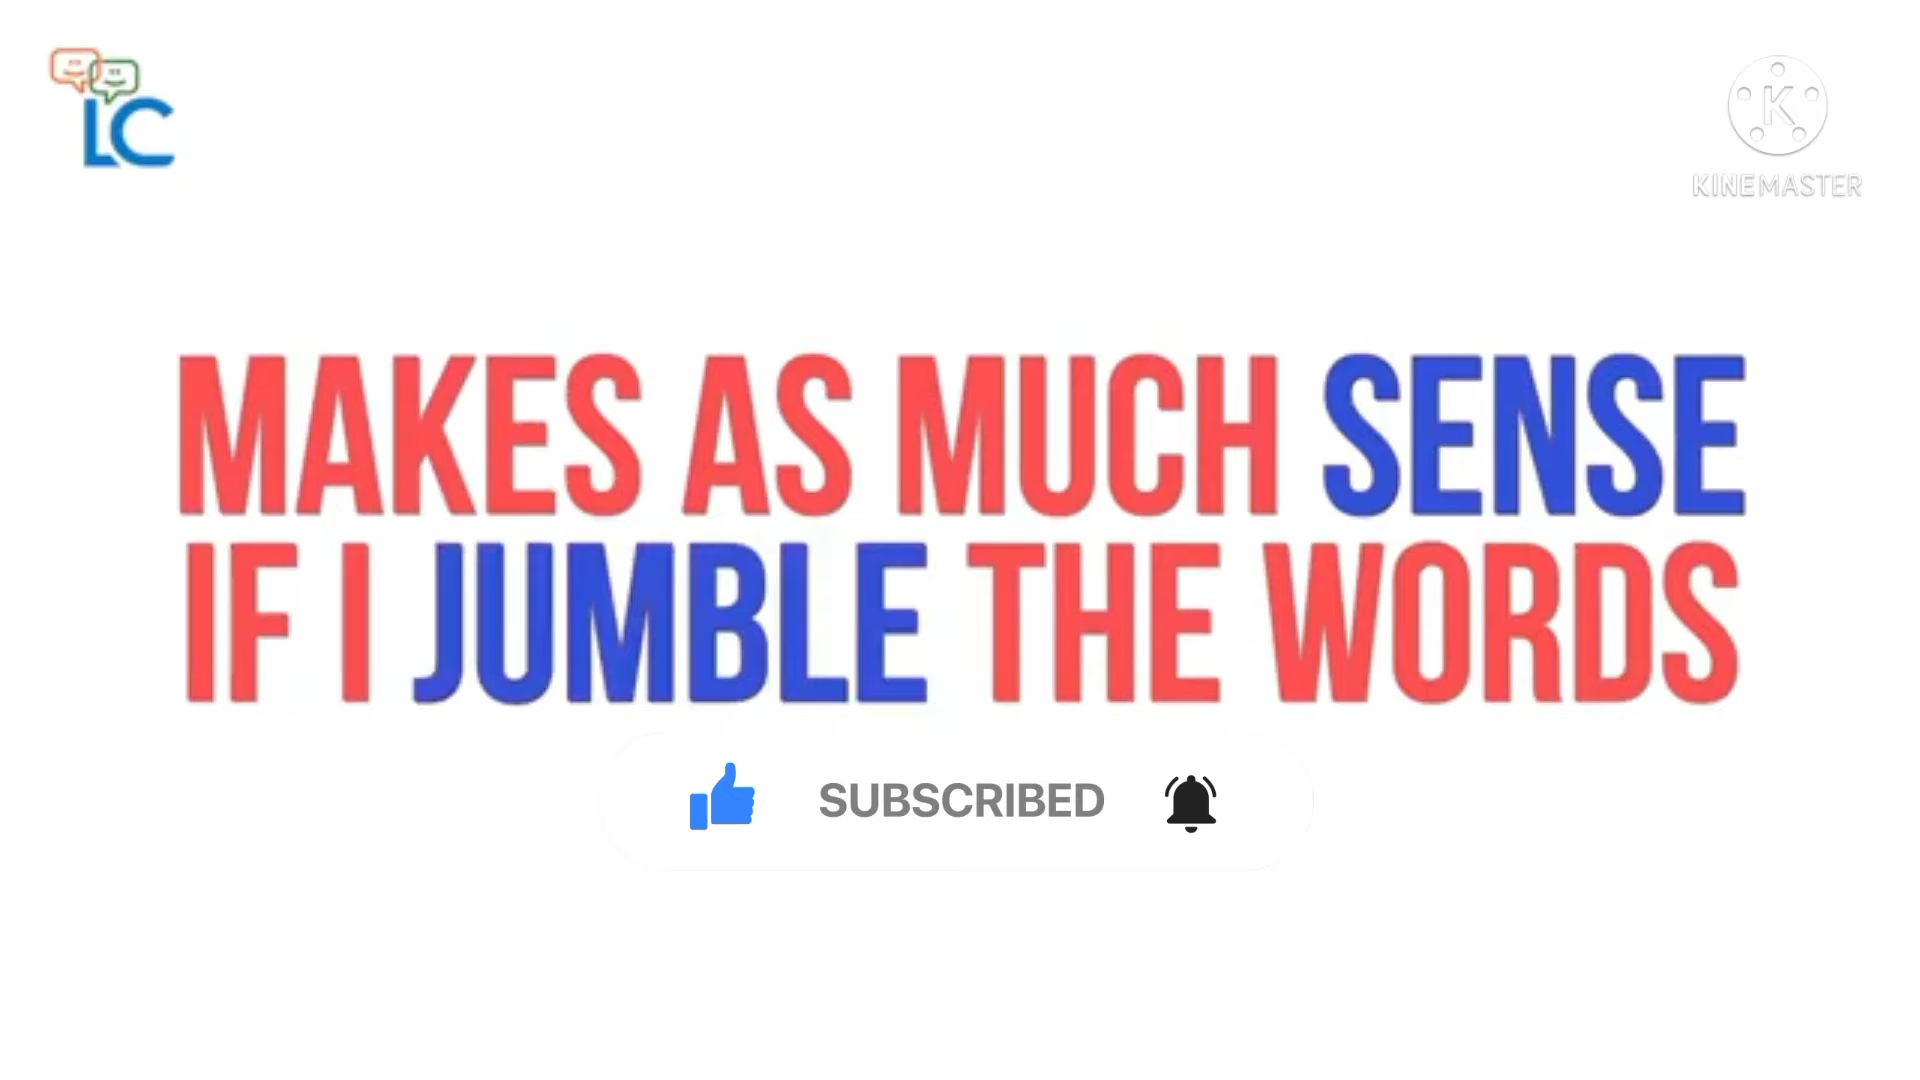 LC
KINEMASTER
MAKES AS MUCH SENSE
IF I JUMBLE THE WORDS
SUBSCRIBED